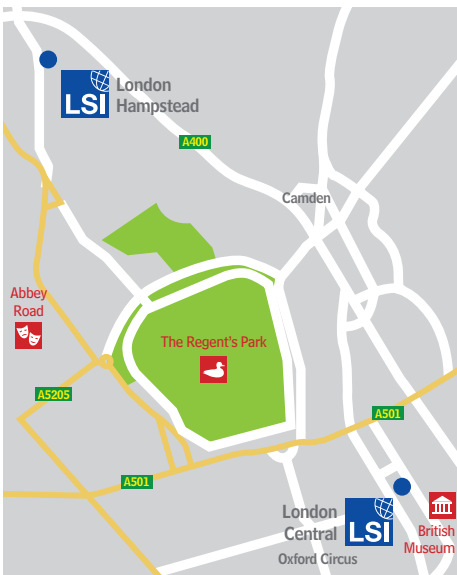 LSI
London
Hampstead
A400
Camden
Abbey
Road
The Regent's Park
A5205
A501
A501
London
Central
LSI
Oxford Circus
British
Museum